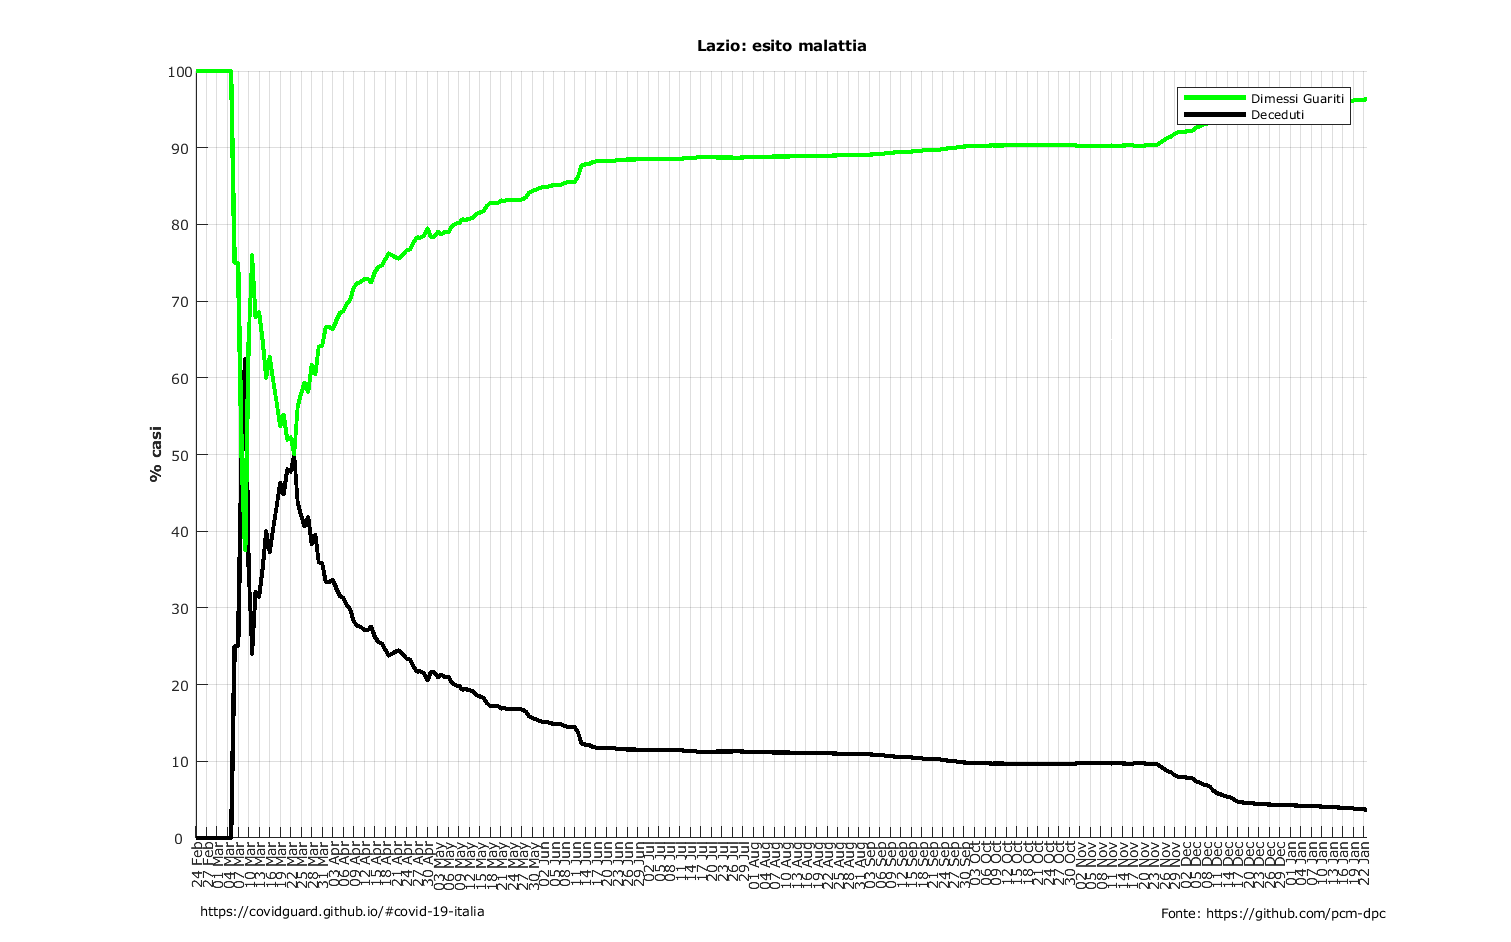 Lazio: esito malattia
Dimessi Guariti
Deceduti
% casi
100
90
80
70
60
50
40
30
20
10
0
24 Feb
27 Feb
01 Mar
04 Mar
07 Mar
10 Mar
13 Mar
16 Mar
19 Mar
22 Mar
25 Mar
28 Mar
31 Mar
03 Apr
06 Apr
09 Apr
12 Apr
15 Apr
18 Apr
21 Apr
24 Apr
27 Apr
30 Apr
03 May
06 May
09 May
12 May
15 May
18 May
21 May
24 May
27 May
30 May
02 Jun
05 Jun
08 Jun
11 Jun
14 Jun
17 Jun
20 Jun
23 Jun
26 Jun
29 Jun
02 Jul
05 Jul
08 Jul
11 Jul
14 Jul
17 Jul
20 Jul
23 Jul
26 Jul
29 Jul
01 Aug
04 Aug
07 Aug
10 Aug
13 Aug
16 Aug
19 Aug
22 Aug
25 Aug
28 Aug
31 Aug
03 Sep
06 Sep
09 Sep
12 Sep
15 Sep
18 Sep
21 Sep
24 Sep
27 Sep
30 Sep
03 Oct
06 Oct
09 Oct
12 Oct
15 Oct
18 Oct
21 Oct
24 Oct
27 Oct
30 Oct
02 Nov
05 Nov
08 Nov
11 Nov
14 Nov
17 Nov
20 Nov
23 Nov
26 Nov
29 Nov
02 Dec
05 Dec
08 Dec
11 Dec
14 Dec
17 Dec
20 Dec
23 Dec
26 Dec
29 Dec
01 Jan
04 Jan
07 Jan
10 Jan
13 Jan
16 Jan
19 Jan
22 Jan
https://covidguard.github.io/#covid-19-italia
Fonte: https://github.com/pcm-dpc